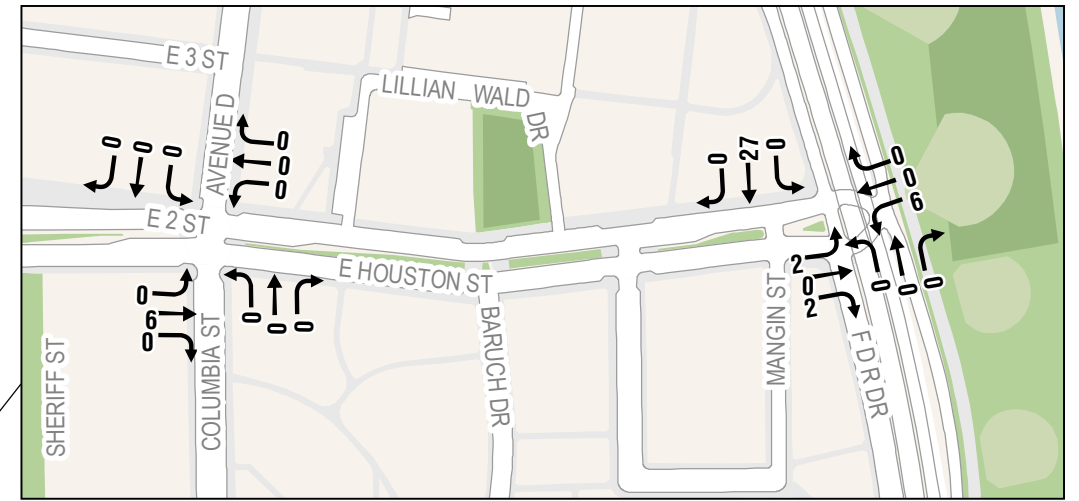 E 3 ST
AVENUE D
LILLIAN WALD DR
0 0 0
0
0
0
0 27 0
0
0
6
E 2 ST
E HOUSTON ST
0
6
0
0 0 0
2
0
2
0 0 0
SHERIFF ST
COLUMBIA ST
BARUCH DR
MANGIN ST
F D R DR